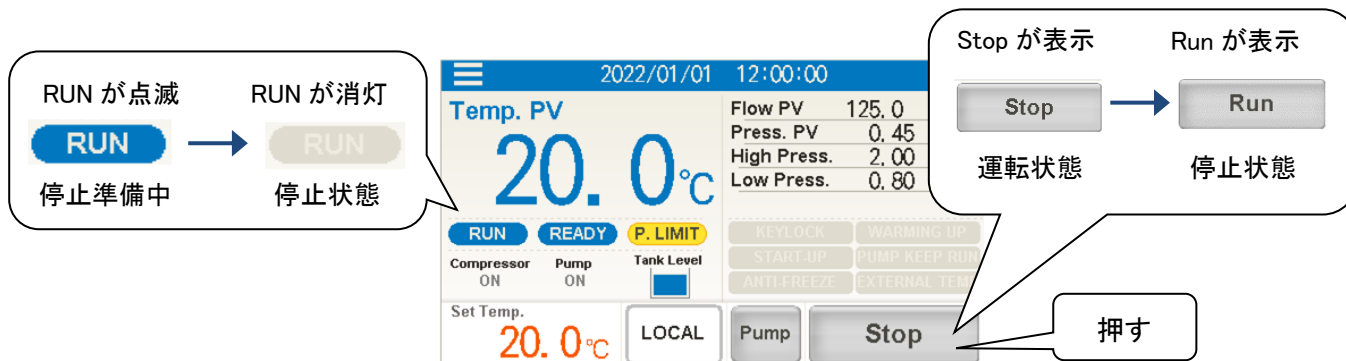 RUN が点滅
RUN が消灯
RUN
RUN
停止準備中
停止状態
2022/01/01 12:00:00
Temp. PV
20. 0℃
Flow PV 125. 0
Press. PV 0. 45
High Press. 2. 00
Low Press. 0. 80
RUN
READY
P. LIMIT
KEYLOCK
WARMING UP
START-UP
PUMP KEEP RUN
ANTI-FREEZE
EXTERNAL TEM
Compressor
ON
Pump
ON
Tank Level
Set Temp.
20. 0℃
LOCAL
Pump
Stop
Stop が表示
Run が表示
Stop
Run
運転状態
停止状態
押す